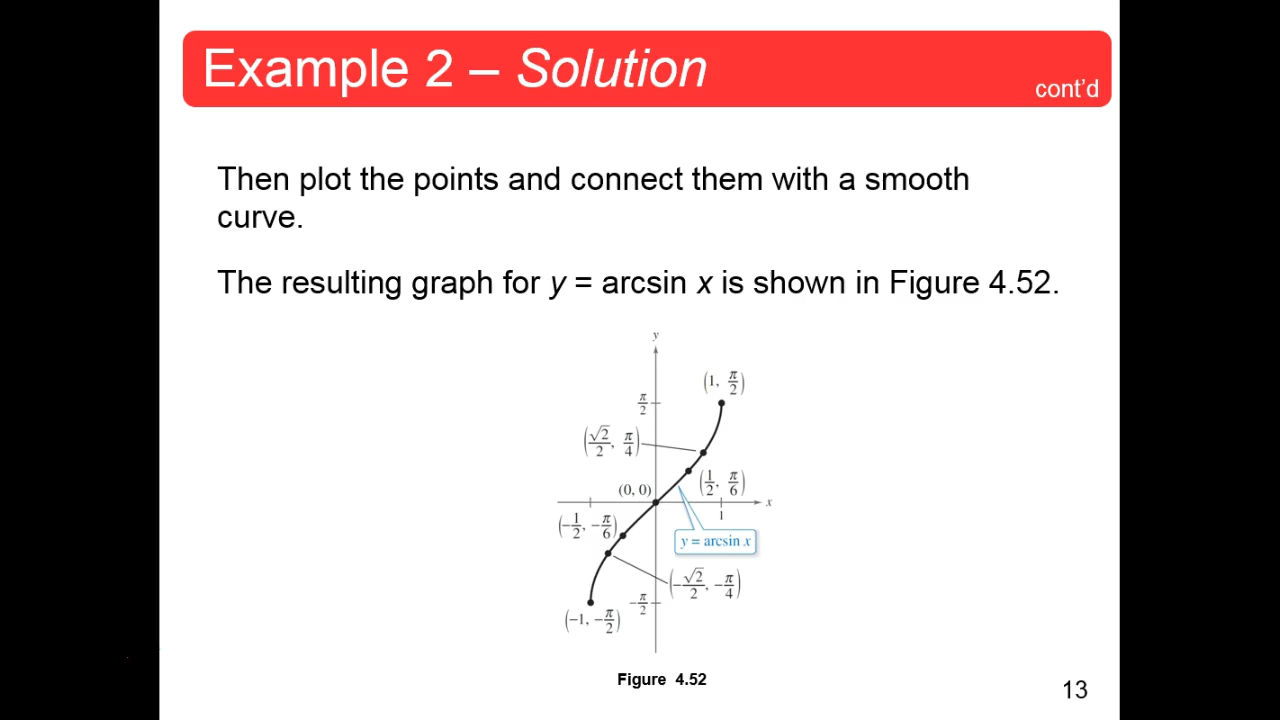 Example 2 – Solution
cont'd
Then plot the points and connect them with a smooth
curve.
The resulting graph for y = arcsin x is shown in Figure 4.52.
y
(1, π/2)
π/2
(√2/2, π/4)
(1/2, π/6)
(0, 0)
x
1
(−1/2, −π/6)
y = arcsin x
(−√2/2, −π/4)
−π/2
(−1, −π/2)
Figure 4.52
13